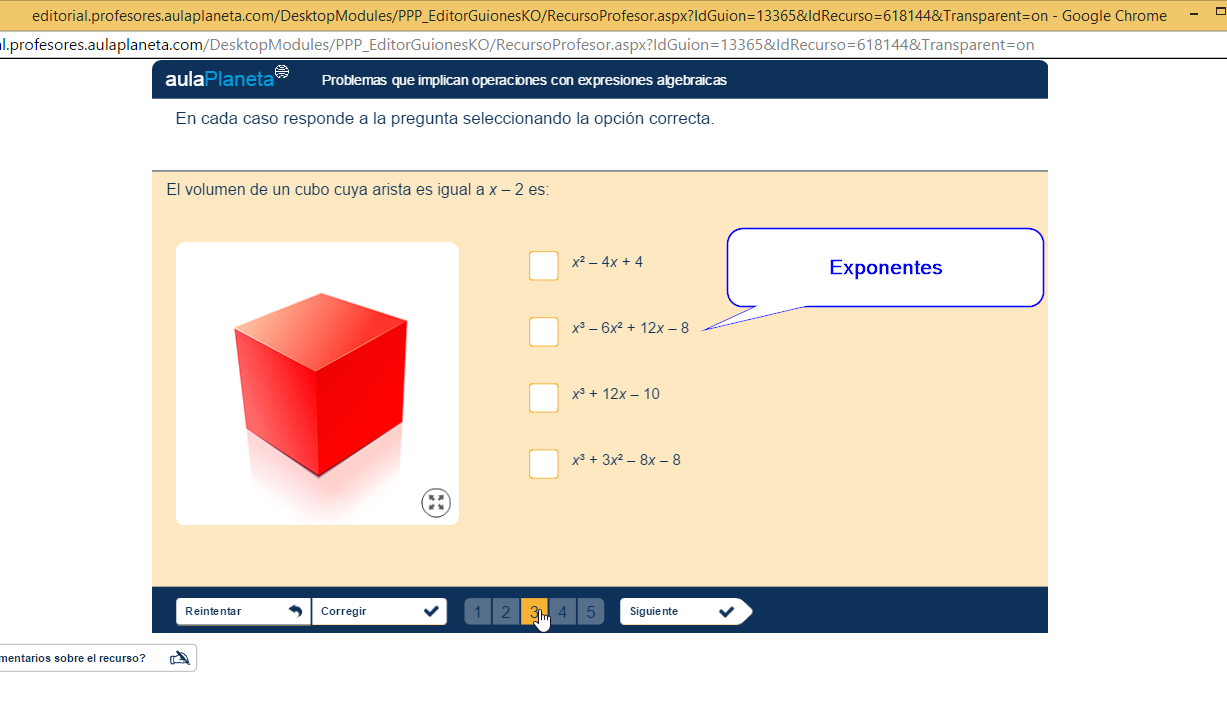 editorial.profesores.aulaplaneta.com/DesktopModules/PPP_EditorGuionesKO/RecursoProfesor.aspx?IdGuion=13365&IdRecurso=618144&Transparent=on - Google Chrome
l.profesores.aulaplaneta.com/DesktopModules/PPP_EditorGuionesKO/RecursoProfesor.aspx?IdGuion=13365&IdRecurso=618144&Transparent=on
aulaPlaneta Problemas que implican operaciones con expresiones algebraicas
En cada caso responde a la pregunta seleccionando la opción correcta.
El volumen de un cubo cuya arista es igual a x – 2 es:
x² – 4x + 4
Exponentes
x³ – 6x² + 12x – 8
x³ + 12x – 10
x³ + 3x² – 8x – 8
Reintentar Corregir 1 2 3 4 5 Siguiente
mentarios sobre el recurso?